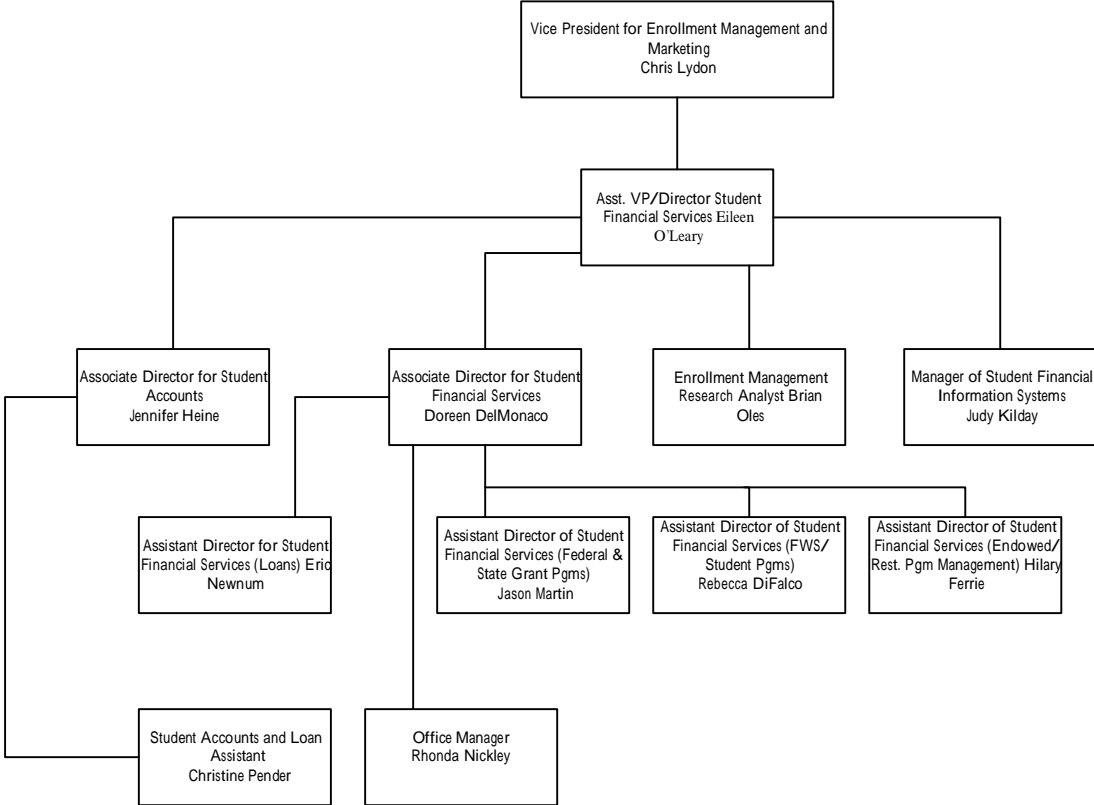 Vice President for Enrollment Management and
Marketing
Chris Lydon
Asst. VP/Director Student
Financial Services Eileen
O'Leary
Associate Director for Student
Accounts
Jennifer Heine
Associate Director for Student
Financial Services
Doreen DelMonaco
Enrollment Management
Research Analyst Brian
Oles
Manager of Student Financial
Information Systems
Judy Kilday
Assistant Director for Student
Financial Services (Loans) Eric
Newnum
Assistant Director of Student
Financial Services (Federal &
State Grant Pgms)
Jason Martin
Assistant Director of Student
Financial Services (FWS/
Student Pgms)
Rebecca DiFalco
Assistant Director of Student
Financial Services (Endowed/
Rest. Pgm Management) Hilary
Ferrie
Student Accounts and Loan
Assistant
Christine Pender
Office Manager
Rhonda Nickley